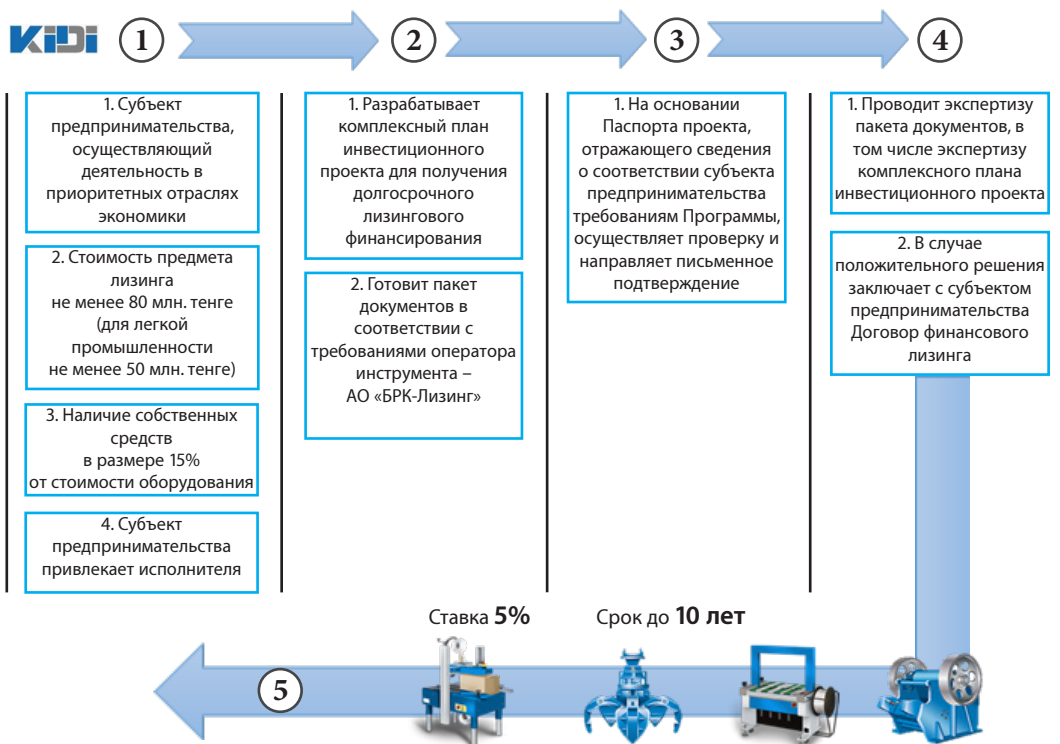 KiDi
1
2
3
4
1. Субъект
предпринимательства,
осуществляющий
деятельность в
приоритетных отраслях
экономики
2. Стоимость предмета
лизинга
не менее 80 млн. тенге
(для легкой
промышленности
не менее 50 млн. тенге)
3. Наличие собственных
средств
в размере 15%
от стоимости оборудования
4. Субъект
предпринимательства
привлекает исполнителя
1. Разрабатывает
комплексный план
инвестиционного
проекта для получения
долгосрочного
лизингового
финансирования
2. Готовит пакет
документов в
соответствии с
требованиями оператора
инструмента –
АО «БРК-Лизинг»
1. На основании
Паспорта проекта,
отражающего сведения
о соответствии субъекта
предпринимательства
требованиям Программы,
осуществляет проверку и
направляет письменное
подтверждение
1. Проводит экспертизу
пакета документов, в
том числе экспертизу
комплексного плана
инвестиционного проекта
2. В случае
положительного решения
заключает с субъектом
предпринимательства
Договор финансового
лизинга
Ставка 5%
Срок до 10 лет
5